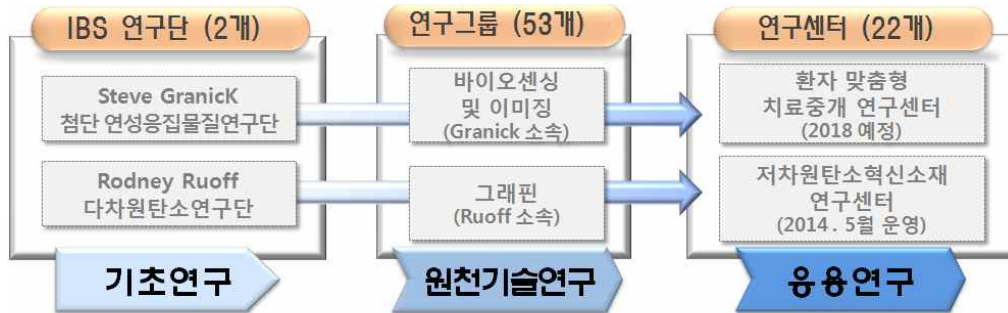 IBS 연구단 (2개)
Steve GranicK
첨단 연성응집물질연구단
Rodney Ruoff
다차원탄소연구단
기초연구
연구그룹 (53개)
바이오센싱
및 이미징
(Granick 소속)
그래핀
(Ruoff 소속)
원천기술연구
연구센터 (22개)
환자 맞춤형
치료중개 연구센터
(2018 예정)
저차원탄소혁신소재
연구센터
(2014 . 5월 운영)
응용연구